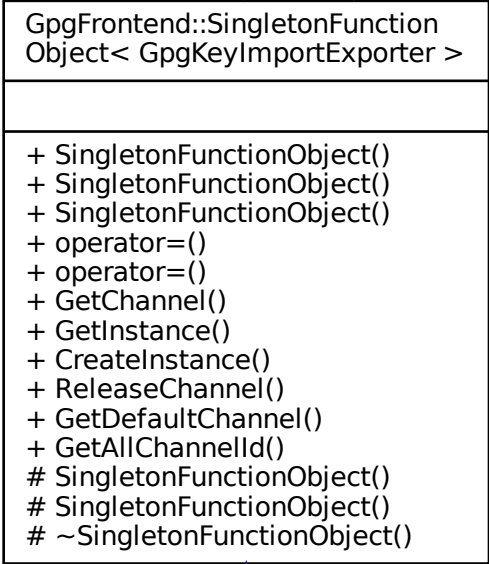 GpgFrontend::SingletonFunction
Object< GpgKeyImportExporter >
+ SingletonFunctionObject()
+ SingletonFunctionObject()
+ SingletonFunctionObject()
+ operator=()
+ operator=()
+ GetChannel()
+ GetInstance()
+ CreateInstance()
+ ReleaseChannel()
+ GetDefaultChannel()
+ GetAllChannelId()
# SingletonFunctionObject()
# SingletonFunctionObject()
# ~SingletonFunctionObject()